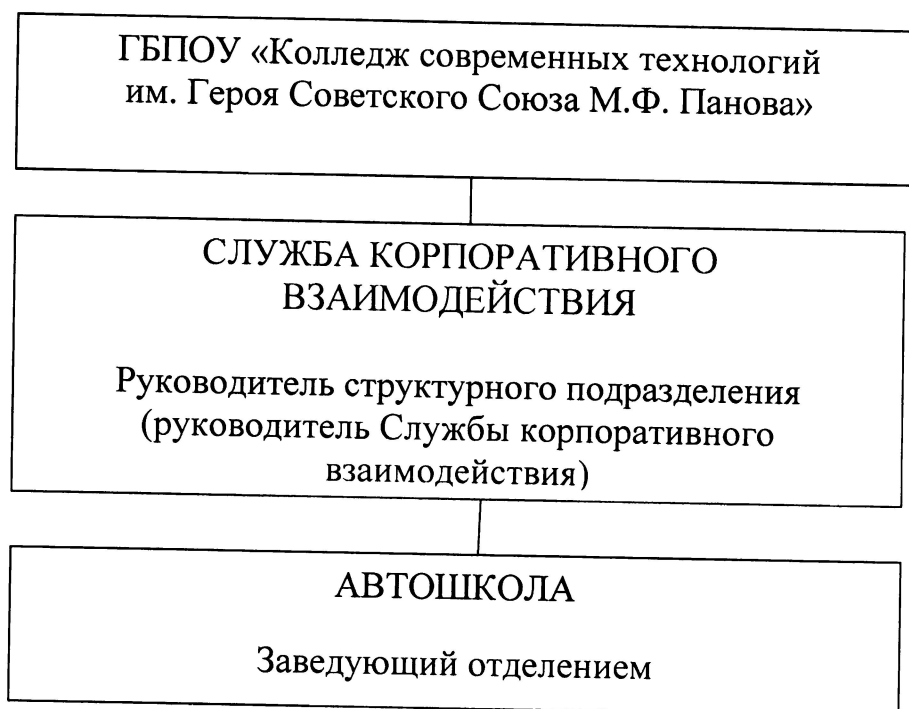 ГБПОУ «Колледж современных технологий
им. Героя Советского Союза М.Ф. Панова»
СЛУЖБА КОРПОРАТИВНОГО
ВЗАИМОДЕЙСТВИЯ
Руководитель структурного подразделения
(руководитель Службы корпоративного
взаимодействия)
АВТОШКОЛА
Заведующий отделением